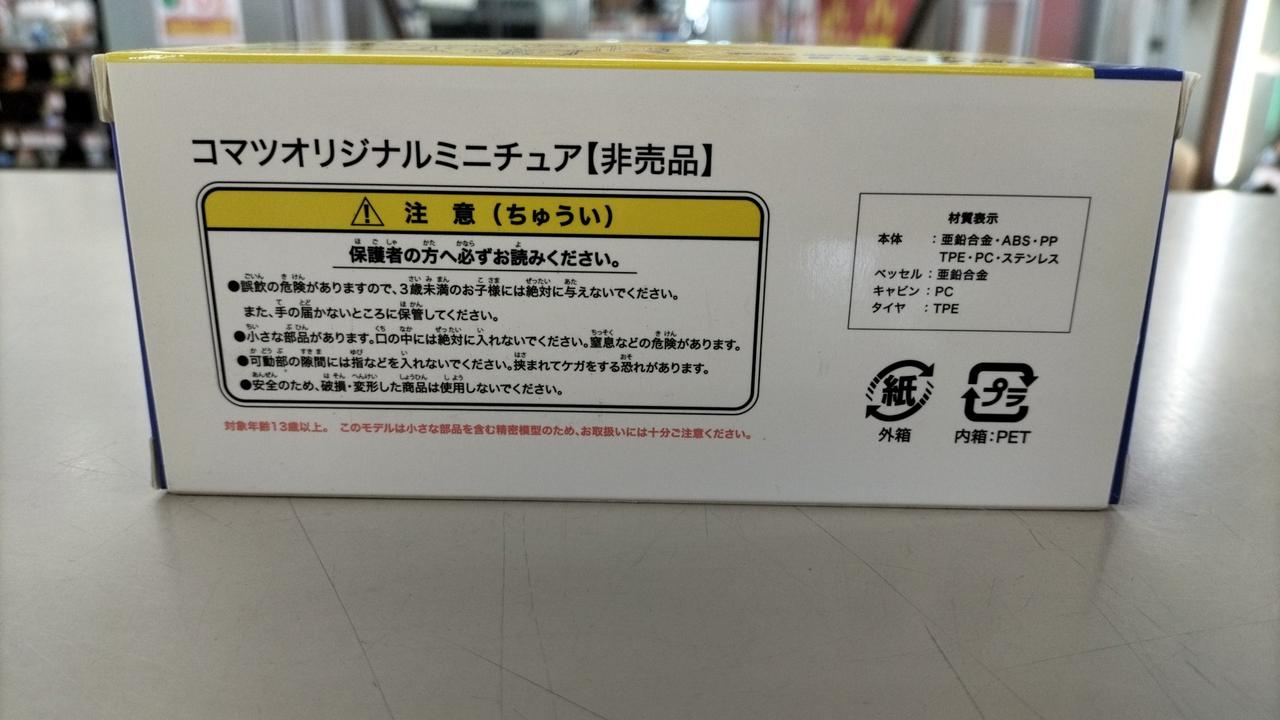 コマツオリジナルミニチュア【非売品】
注 意（ちゅうい）
保護者の方へ必ずお読みください。
●誤飲の危険がありますので、3歳未満のお子様には絶対に与えないでください。
また、手の届かないところに保管してください。
●小さな部品があります。口の中には絶対に入れないでください。窒息などの危険があります。
●可動部の隙間には指などを入れないでください。挟まれてケガをする恐れがあります。
●安全のため、破損・変形した商品は使用しないでください。
対象年齢13歳以上。 このモデルは小さな部品を含む精密模型のため、お取扱いには十分ご注意ください。
材質表示
本体 ：亜鉛合金・ABS・PP
TPE・PC・ステンレス
ベッセル：亜鉛合金
キャビン：PC
タイヤ ：TPE
紙
外箱
プラ
内箱：PET